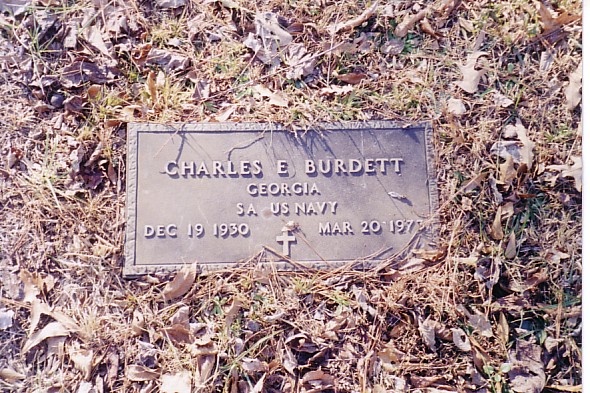 CHARLES E BURDETT
GEORGIA
SA US NAVY
DEC 19 1930 MAR 20